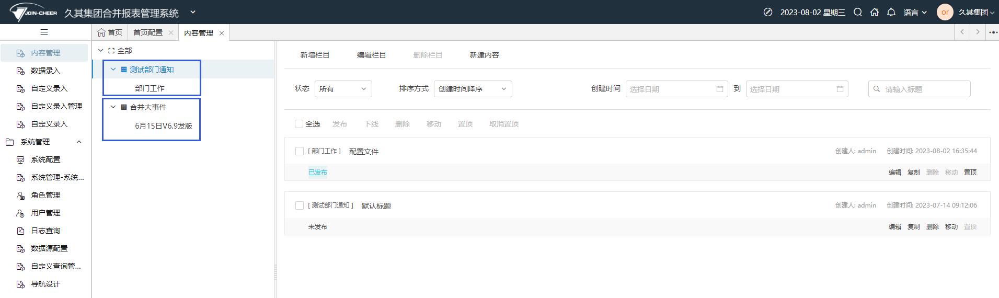 JOIN-CHEER 久其集团合并报表管理系统 2023-08-02 星期三 语言 or 久其集团
首页 首页配置 内容管理
内容管理
数据录入
自定义录入
自定义录入管理
自定义录入
系统管理
系统配置
系统管理-系统...
角色管理
用户管理
日志查询
数据源配置
自定义查询管...
导航设计
全部
测试部门通知
部门工作
合并大事件
6月15日V6.9发版
新增栏目 编辑栏目 删除栏目 新建内容
状态 所有 排序方式 创建时间降序 创建时间 选择日期 到 选择日期 请输入标题
全选 发布 下线 删除 移动 置顶 取消置顶
[ 部门工作 ] 配置文件 创建人: admin 创建时间: 2023-08-02 16:35:44
已发布 编辑 复制 删除 移动 置顶
[ 测试部门通知 ] 默认标题 创建人: admin 创建时间: 2023-07-14 09:12:06
未发布 编辑 复制 删除 移动 置顶